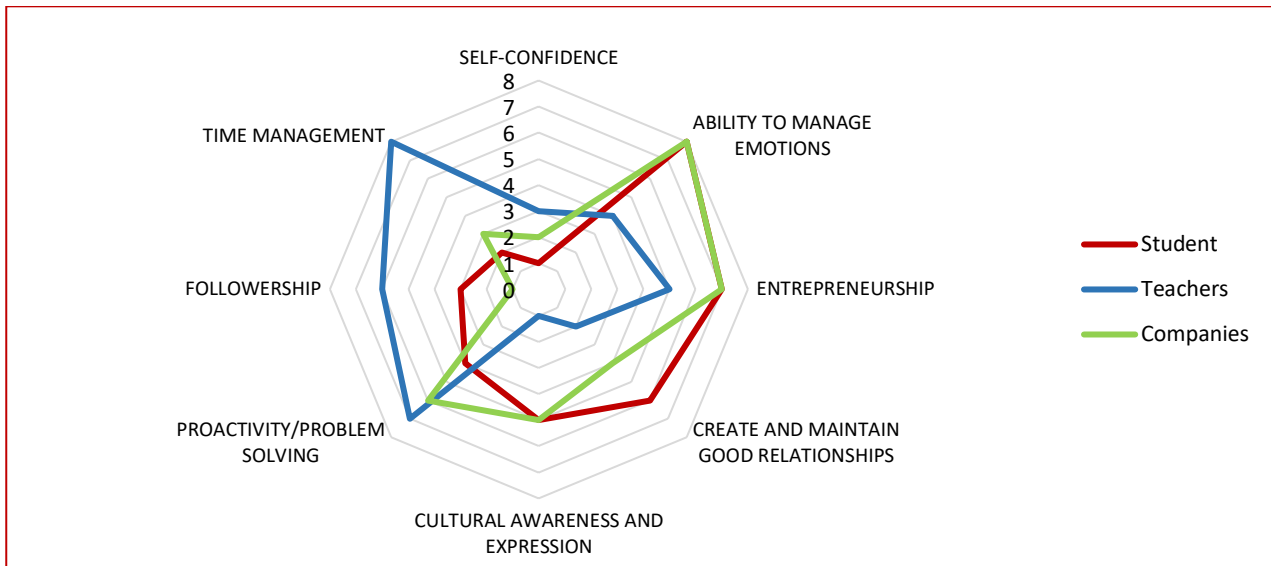 SELF-CONFIDENCE
8
7
6
5
4
3
2
1
0
ABILITY TO MANAGE
EMOTIONS
ENTREPRENEURSHIP
CREATE AND MAINTAIN
GOOD RELATIONSHIPS
CULTURAL AWARENESS AND
EXPRESSION
PROACTIVITY/PROBLEM
SOLVING
FOLLOWERSHIP
TIME MANAGEMENT
Student
Teachers
Companies